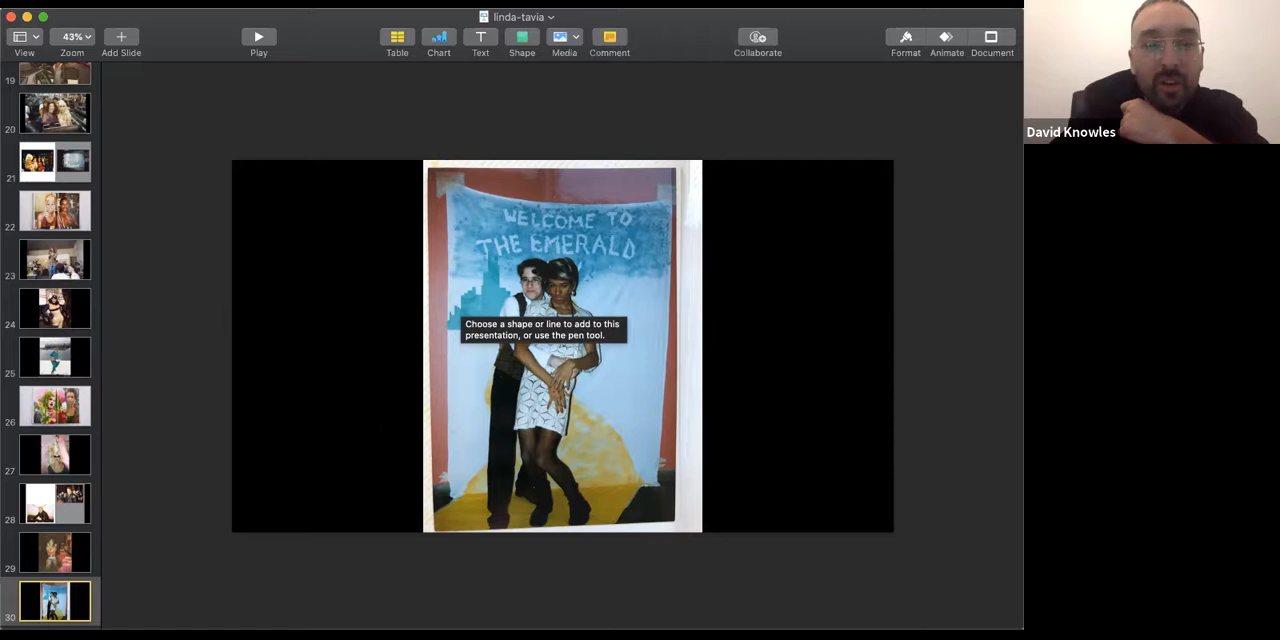 linda-tavia
43%
View
Zoom
Add Slide
Play
Table
Chart
Text
Shape
Media
Comment
Collaborate
Format
Animate
Document
19
20
21
22
23
24
25
26
27
28
29
30
WELCOME TO
THE EMERALD
Choose a shape or line to add to this
presentation, or use the pen tool.
David Knowles